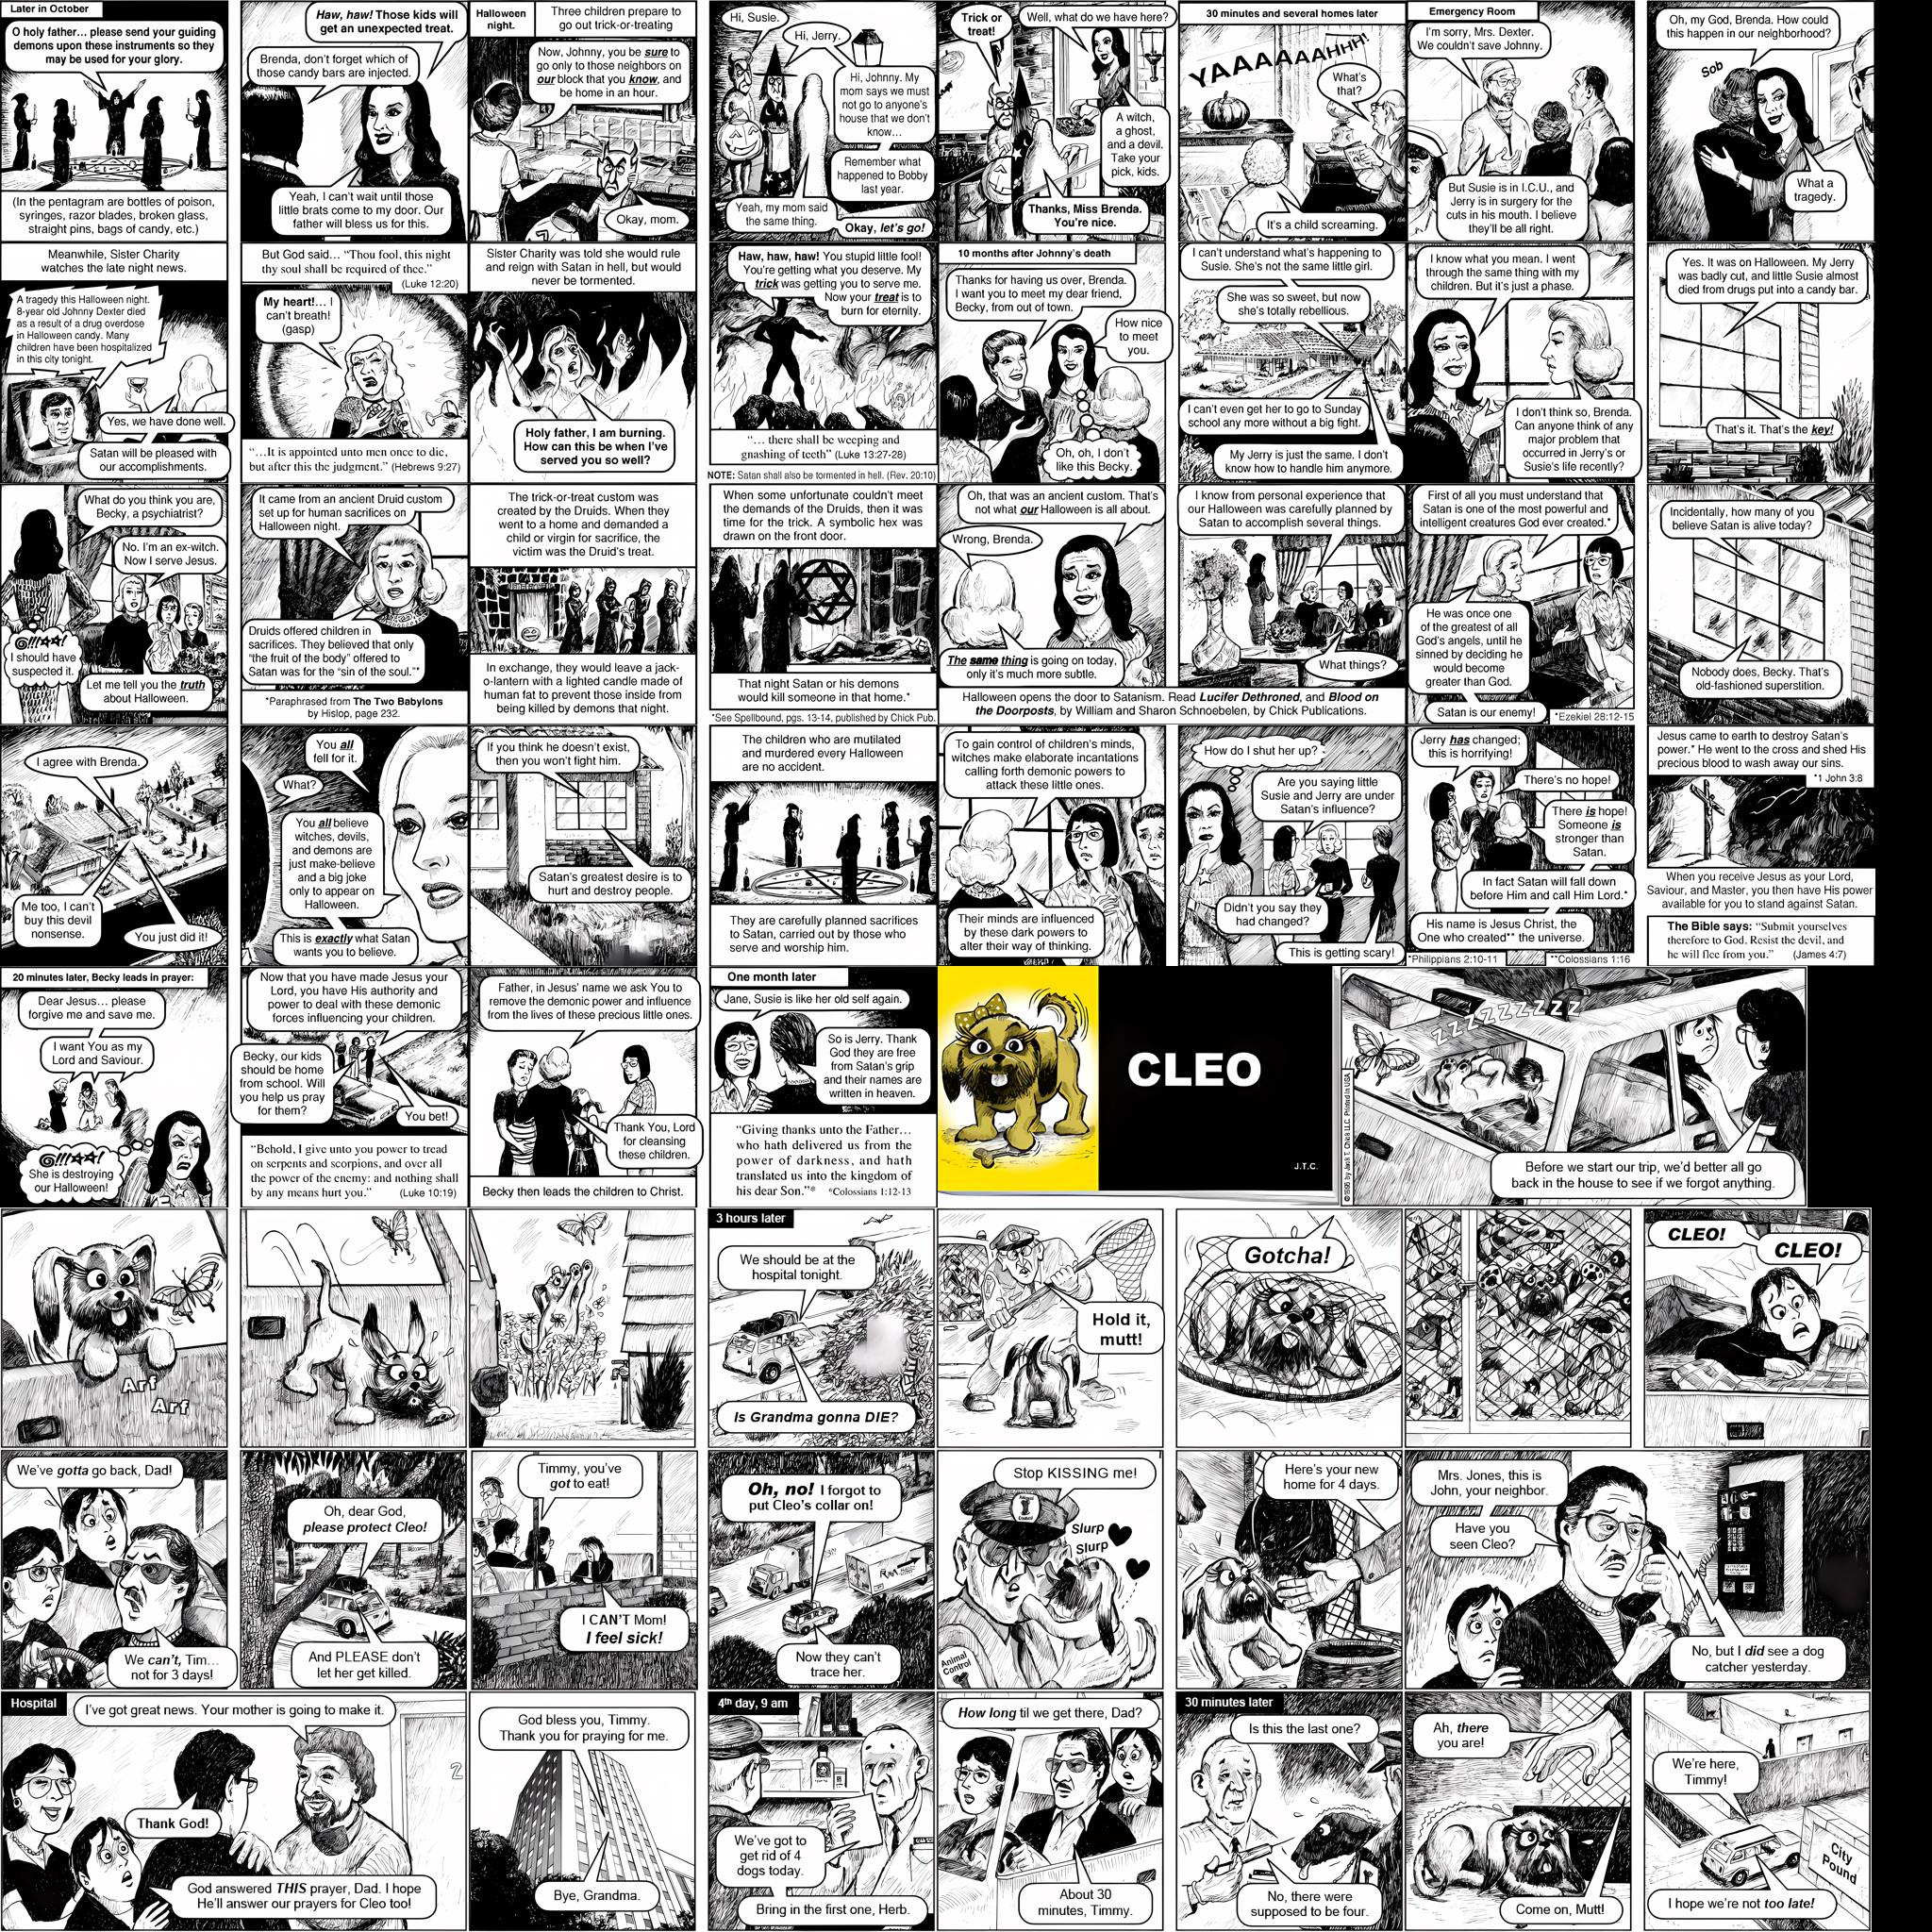 Later in October
O holy father… please send your guiding
demons upon these instruments so they
may be used for your glory.
(In the pentagram are bottles of poison,
syringes, razor blades, broken glass,
straight pins, bags of candy, etc.)
Haw, haw! Those kids will
get an unexpected treat.
Brenda, don't forget which of
those candy bars are injected.
Yeah, I can't wait until those
little brats come to my door. Our
father will bless us for this.
Halloween
night.
Three children prepare to
go out trick-or-treating
Now, Johnny, you be sure to
go only to those neighbors on
our block that you know, and
be home in an hour.
Okay, mom.
Hi, Susie.
Hi, Jerry.
Hi, Johnny. My
mom says we must
not go to anyone's
house that we don't
know…
Remember what
happened to Bobby
last year.
Yeah, my mom said
the same thing.
Okay, let's go!
Trick or
treat!
Well, what do we have here?
A witch,
a ghost,
and a devil.
Take your
pick, kids.
Thanks, Miss Brenda.
You're nice.
30 minutes and several homes later
YAAAAAAHHH!
What's
that?
It's a child screaming.
Emergency Room
I'm sorry, Mrs. Dexter.
We couldn't save Johnny.
But Susie is in I.C.U., and
Jerry is in surgery for the
cuts in his mouth. I believe
they'll be all right.
Oh, my God, Brenda. How could
this happen in our neighborhood?
Sob
What a
tragedy.
Meanwhile, Sister Charity
watches the late night news.
A tragedy this Halloween night.
8-year old Johnny Dexter died
as a result of a drug overdose
in Halloween candy. Many
children have been hospitalized
in this city tonight.
Yes, we have done well.
Satan will be pleased with
our accomplishments.
But God said… "Thou fool, this night
thy soul shall be required of thee."
(Luke 12:20)
My heart!… I
can't breath!
(gasp)
"…It is appointed unto men once to die,
but after this the judgment." (Hebrews 9:27)
Sister Charity was told she would rule
and reign with Satan in hell, but would
never be tormented.
Holy father, I am burning.
How can this be when I've
served you so well?
Haw, haw, haw! You stupid little fool!
You're getting what you deserve. My
trick was getting you to serve me.
Now your treat is to
burn for eternity.
"… there shall be weeping and
gnashing of teeth" (Luke 13:27-28)
NOTE: Satan shall also be tormented in hell. (Rev. 20:10)
10 months after Johnny's death
Thanks for having us over, Brenda.
I want you to meet my dear friend,
Becky, from out of town.
How nice
to meet
you.
Oh, oh, I don't
like this Becky.
I can't understand what's happening to
Susie. She's not the same little girl.
She was so sweet, but now
she's totally rebellious.
I can't even get her to go to Sunday
school any more without a big fight.
My Jerry is just the same. I don't
know how to handle him anymore.
I know what you mean. I went
through the same thing with my
children. But it's just a phase.
I don't think so, Brenda.
Can anyone think of any
major problem that
occurred in Jerry's or
Susie's life recently?
Yes. It was on Halloween. My Jerry
was badly cut, and little Susie almost
died from drugs put into a candy bar.
That's it. That's the key!
What do you think you are,
Becky, a psychiatrist?
No. I'm an ex-witch.
Now I serve Jesus.
@!!!☆☆!
I should have
suspected it.
Let me tell you the truth
about Halloween.
It came from an ancient Druid custom
set up for human sacrifices on
Halloween night.
Druids offered children in
sacrifices. They believed that only
"the fruit of the body" offered to
Satan was for the "sin of the soul."*
*Paraphrased from The Two Babylons
by Hislop, page 232.
The trick-or-treat custom was
created by the Druids. When they
went to a home and demanded a
child or virgin for sacrifice, the
victim was the Druid's treat.
In exchange, they would leave a jack-
o-lantern with a lighted candle made of
human fat to prevent those inside from
being killed by demons that night.
When some unfortunate couldn't meet
the demands of the Druids, then it was
time for the trick. A symbolic hex was
drawn on the front door.
That night Satan or his demons
would kill someone in that home.*
*See Spellbound, pgs. 13-14, published by Chick Pub.
Oh, that was an ancient custom. That's
not what our Halloween is all about.
Wrong, Brenda.
The same thing is going on today,
only it's much more subtle.
I know from personal experience that
our Halloween was carefully planned by
Satan to accomplish several things.
What things?
Halloween opens the door to Satanism. Read Lucifer Dethroned, and Blood on
the Doorposts, by William and Sharon Schnoebelen, by Chick Publications.
First of all you must understand that
Satan is one of the most powerful and
intelligent creatures God ever created.*
He was once one
of the greatest of all
God's angels, until he
sinned by deciding he
would become
greater than God.
Satan is our enemy!
*Ezekiel 28:12-15
Incidentally, how many of you
believe Satan is alive today?
Nobody does, Becky. That's
old-fashioned superstition.
I agree with Brenda.
Me too, I can't
buy this devil
nonsense.
You just did it!
You all
fell for it.
What?
You all believe
witches, devils,
and demons are
just make-believe
and a big joke
only to appear on
Halloween.
This is exactly what Satan
wants you to believe.
If you think he doesn't exist,
then you won't fight him.
Satan's greatest desire is to
hurt and destroy people.
The children who are mutilated
and murdered every Halloween
are no accident.
They are carefully planned sacrifices
to Satan, carried out by those who
serve and worship him.
To gain control of children's minds,
witches make elaborate incantations
calling forth demonic powers to
attack these little ones.
Their minds are influenced
by these dark powers to
alter their way of thinking.
How do I shut her up?
Are you saying little
Susie and Jerry are under
Satan's influence?
Didn't you say they
had changed?
This is getting scary!
Jerry has changed;
this is horrifying!
There's no hope!
There is hope!
Someone is
stronger than
Satan.
In fact Satan will fall down
before Him and call Him Lord.*
His name is Jesus Christ, the
One who created** the universe.
*Philippians 2:10-11
**Colossians 1:16
Jesus came to earth to destroy Satan's
power.* He went to the cross and shed His
precious blood to wash away our sins.
*1 John 3:8
When you receive Jesus as your Lord,
Saviour, and Master, you then have His power
available for you to stand against Satan.
The Bible says: "Submit yourselves
therefore to God. Resist the devil, and
he will flee from you." (James 4:7)
20 minutes later, Becky leads in prayer:
Dear Jesus… please
forgive me and save me.
I want You as my
Lord and Saviour.
@!!!☆☆!
She is destroying
our Halloween!
Now that you have made Jesus your
Lord, you have His authority and
power to deal with these demonic
forces influencing your children.
Becky, our kids
should be home
from school. Will
you help us pray
for them?
You bet!
"Behold, I give unto you power to tread
on serpents and scorpions, and over all
the power of the enemy: and nothing shall
by any means hurt you." (Luke 10:19)
Father, in Jesus' name we ask You to
remove the demonic power and influence
from the lives of these precious little ones.
Thank You, Lord
for cleansing
these children.
Becky then leads the children to Christ.
One month later
Jane, Susie is like her old self again.
So is Jerry. Thank
God they are free
from Satan's grip
and their names are
written in heaven.
"Giving thanks unto the Father…
who hath delivered us from the
power of darkness, and hath
translated us into the kingdom of
his dear Son."* *Colossians 1:12-13
CLEO
J.T.C.
©1995 by Jack T. Chick LLC Printed in USA
ZZZZZZZZZ
Before we start our trip, we'd better all go
back in the house to see if we forgot anything.
Arf
Arf
3 hours later
We should be at the
hospital tonight.
Is Grandma gonna DIE?
Hold it,
mutt!
Gotcha!
CLEO!
CLEO!
We've gotta go back, Dad!
We can't, Tim…
not for 3 days!
Oh, dear God,
please protect Cleo!
And PLEASE don't
let her get killed.
Timmy, you've
got to eat!
I CAN'T Mom!
I feel sick!
Oh, no! I forgot to
put Cleo's collar on!
Now they can't
trace her.
Stop KISSING me!
Slurp
Slurp
Animal
Control
Here's your new
home for 4 days.
Mrs. Jones, this is
John, your neighbor.
Have you
seen Cleo?
No, but I did see a dog
catcher yesterday.
Hospital
I've got great news. Your mother is going to make it.
Thank God!
God answered THIS prayer, Dad. I hope
He'll answer our prayers for Cleo too!
2
God bless you, Timmy.
Thank you for praying for me.
Bye, Grandma.
4th day, 9 am
We've got to
get rid of 4
dogs today.
Bring in the first one, Herb.
How long til we get there, Dad?
About 30
minutes, Timmy.
30 minutes later
Is this the last one?
No, there were
supposed to be four.
Ah, there
you are!
Come on, Mutt!
We're here,
Timmy!
City
Pound
I hope we're not too late!